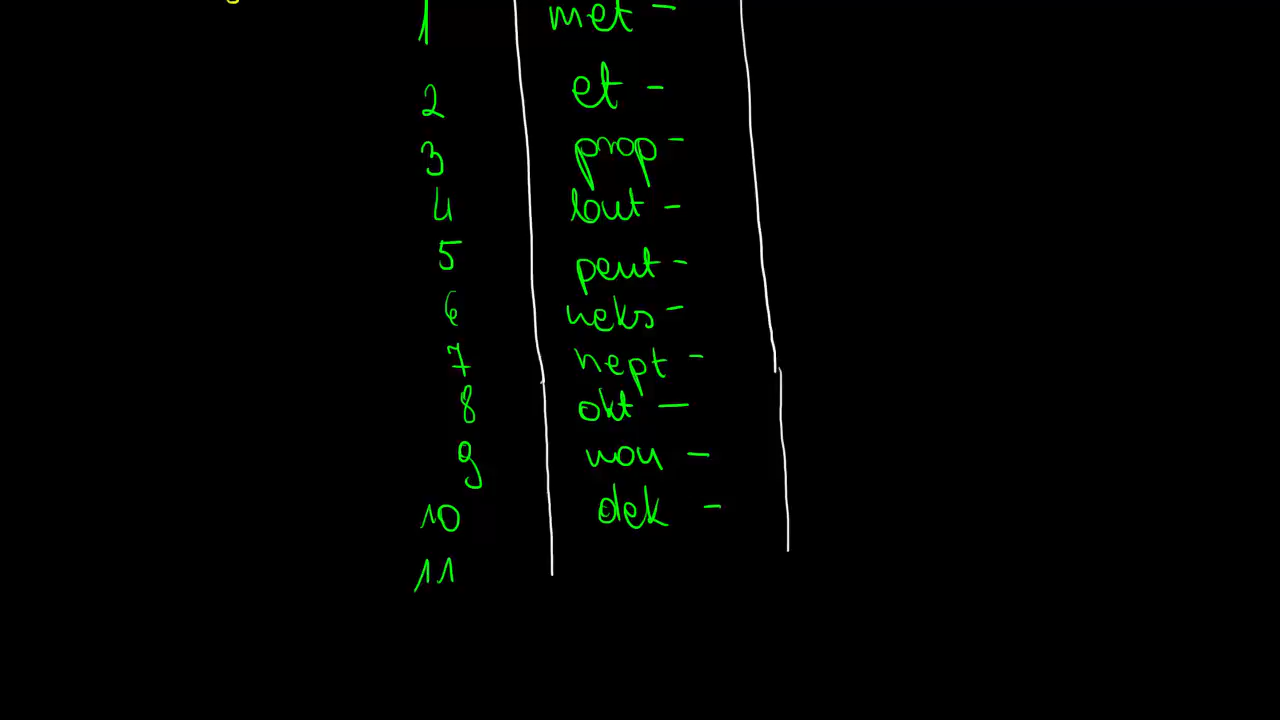 1 met -
2 et -
3 prop -
4 but -
5 pent -
6 heks -
7 hept -
8 okt -
9 non -
10 dek -
11